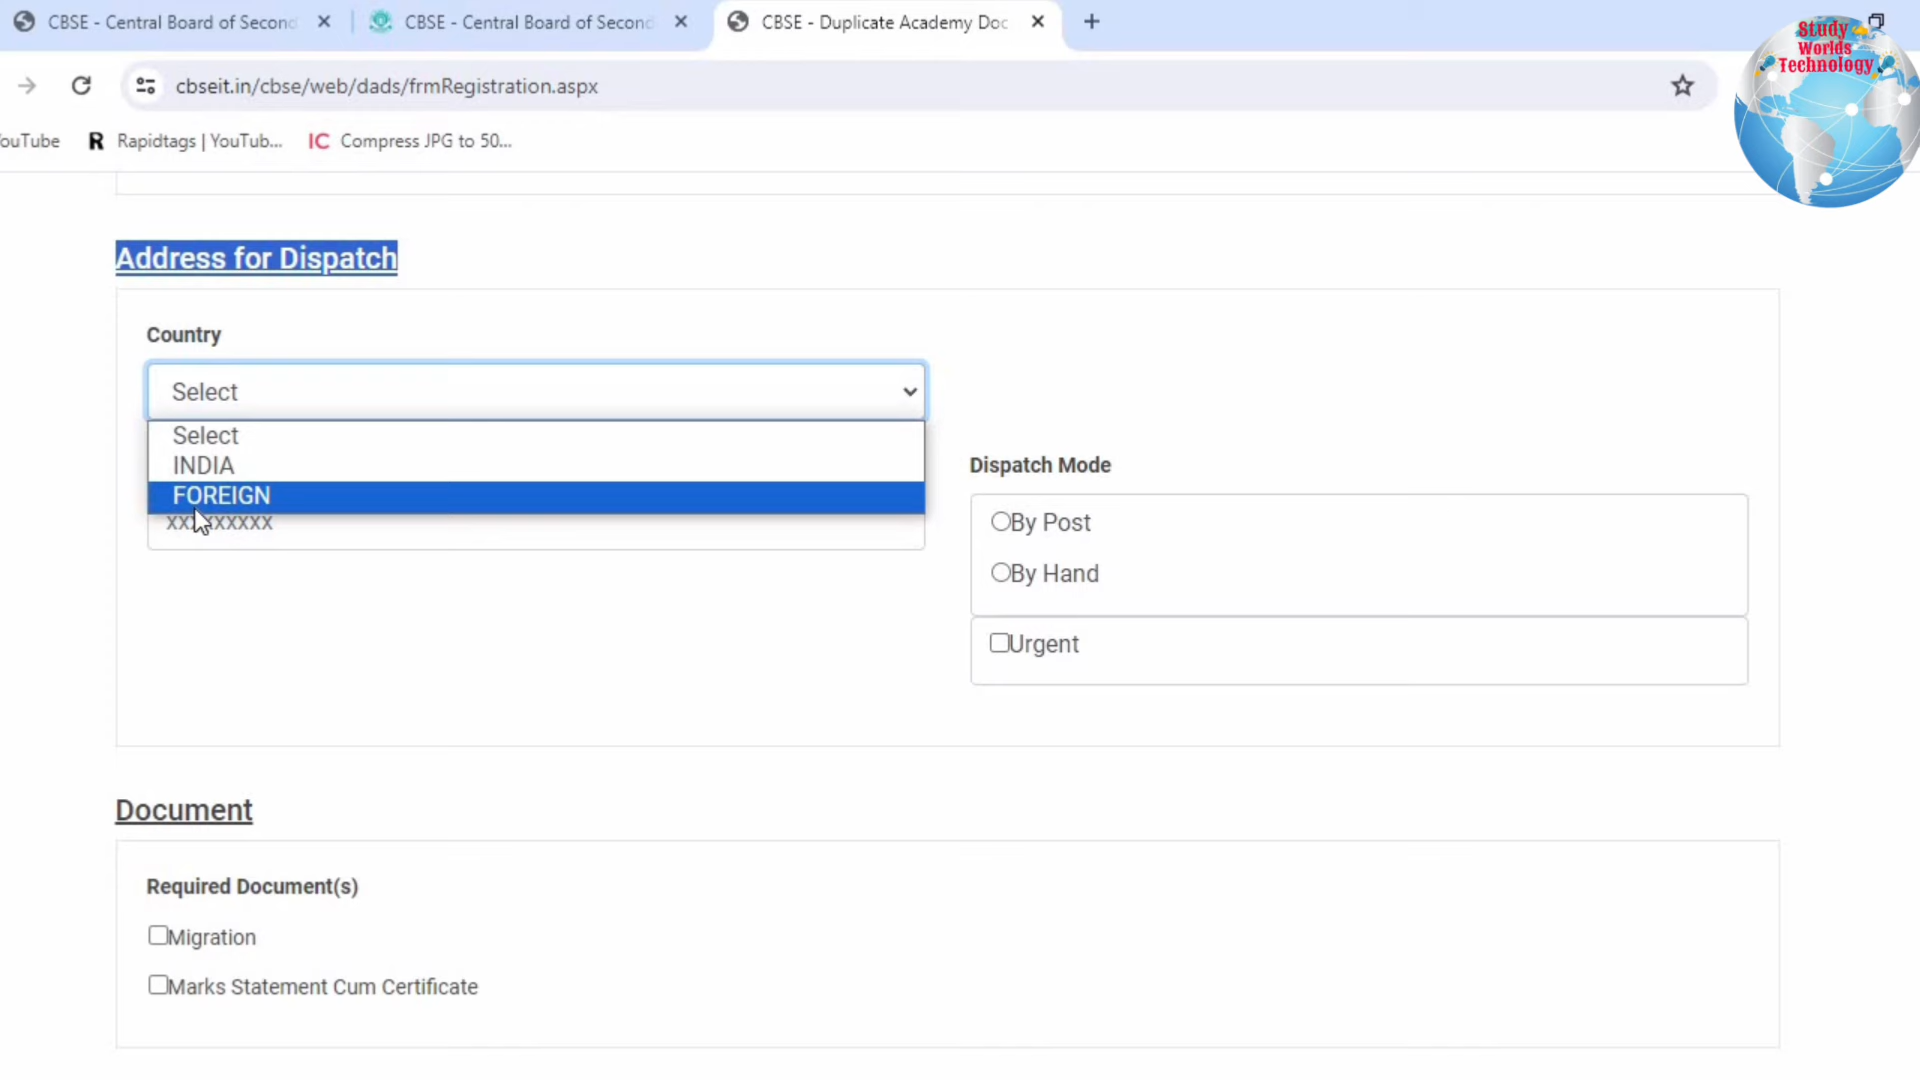 CBSE - Central Board of Second
CBSE - Central Board of Second
CBSE - Duplicate Academy Doc
cbseit.in/cbse/web/dads/frmRegistration.aspx
Study
Worlds
Technology
ouTube
R Rapidtags | YouTub...
IC Compress JPG to 50...
Address for Dispatch
Country
Select
Select
INDIA
FOREIGN
Dispatch Mode
By Post
By Hand
Urgent
Document
Required Document(s)
Migration
Marks Statement Cum Certificate